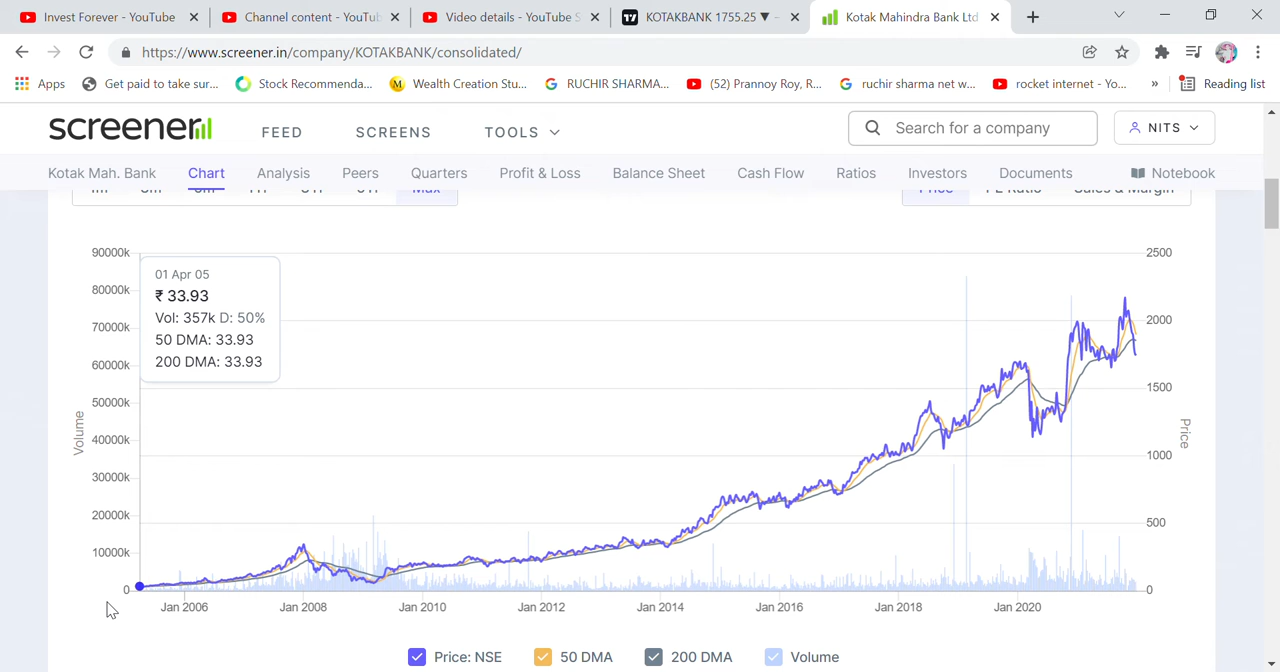 Invest Forever - YouTube
Channel content - YouTub
Video details - YouTube S
KOTAKBANK 1755.25 ▼ -
Kotak Mahindra Bank Ltd
https://www.screener.in/company/KOTAKBANK/consolidated/
Apps
Get paid to take sur...
Stock Recommenda...
Wealth Creation Stu...
RUCHIR SHARMA...
(52) Prannoy Roy, R...
ruchir sharma net w...
rocket internet - Yo...
»
Reading list
screener
FEED
SCREENS
TOOLS
Search for a company
NITS
Kotak Mah. Bank
Chart
Analysis
Peers
Quarters
Profit & Loss
Balance Sheet
Cash Flow
Ratios
Investors
Documents
Notebook
Max
Price
PE Ratio
Sales & Margin
90000k
80000k
70000k
60000k
50000k
40000k
30000k
20000k
10000k
0
Volume
01 Apr 05
₹ 33.93
Vol: 357k D: 50%
50 DMA: 33.93
200 DMA: 33.93
2500
2000
1500
1000
500
0
Price
Jan 2006
Jan 2008
Jan 2010
Jan 2012
Jan 2014
Jan 2016
Jan 2018
Jan 2020
Price: NSE
50 DMA
200 DMA
Volume